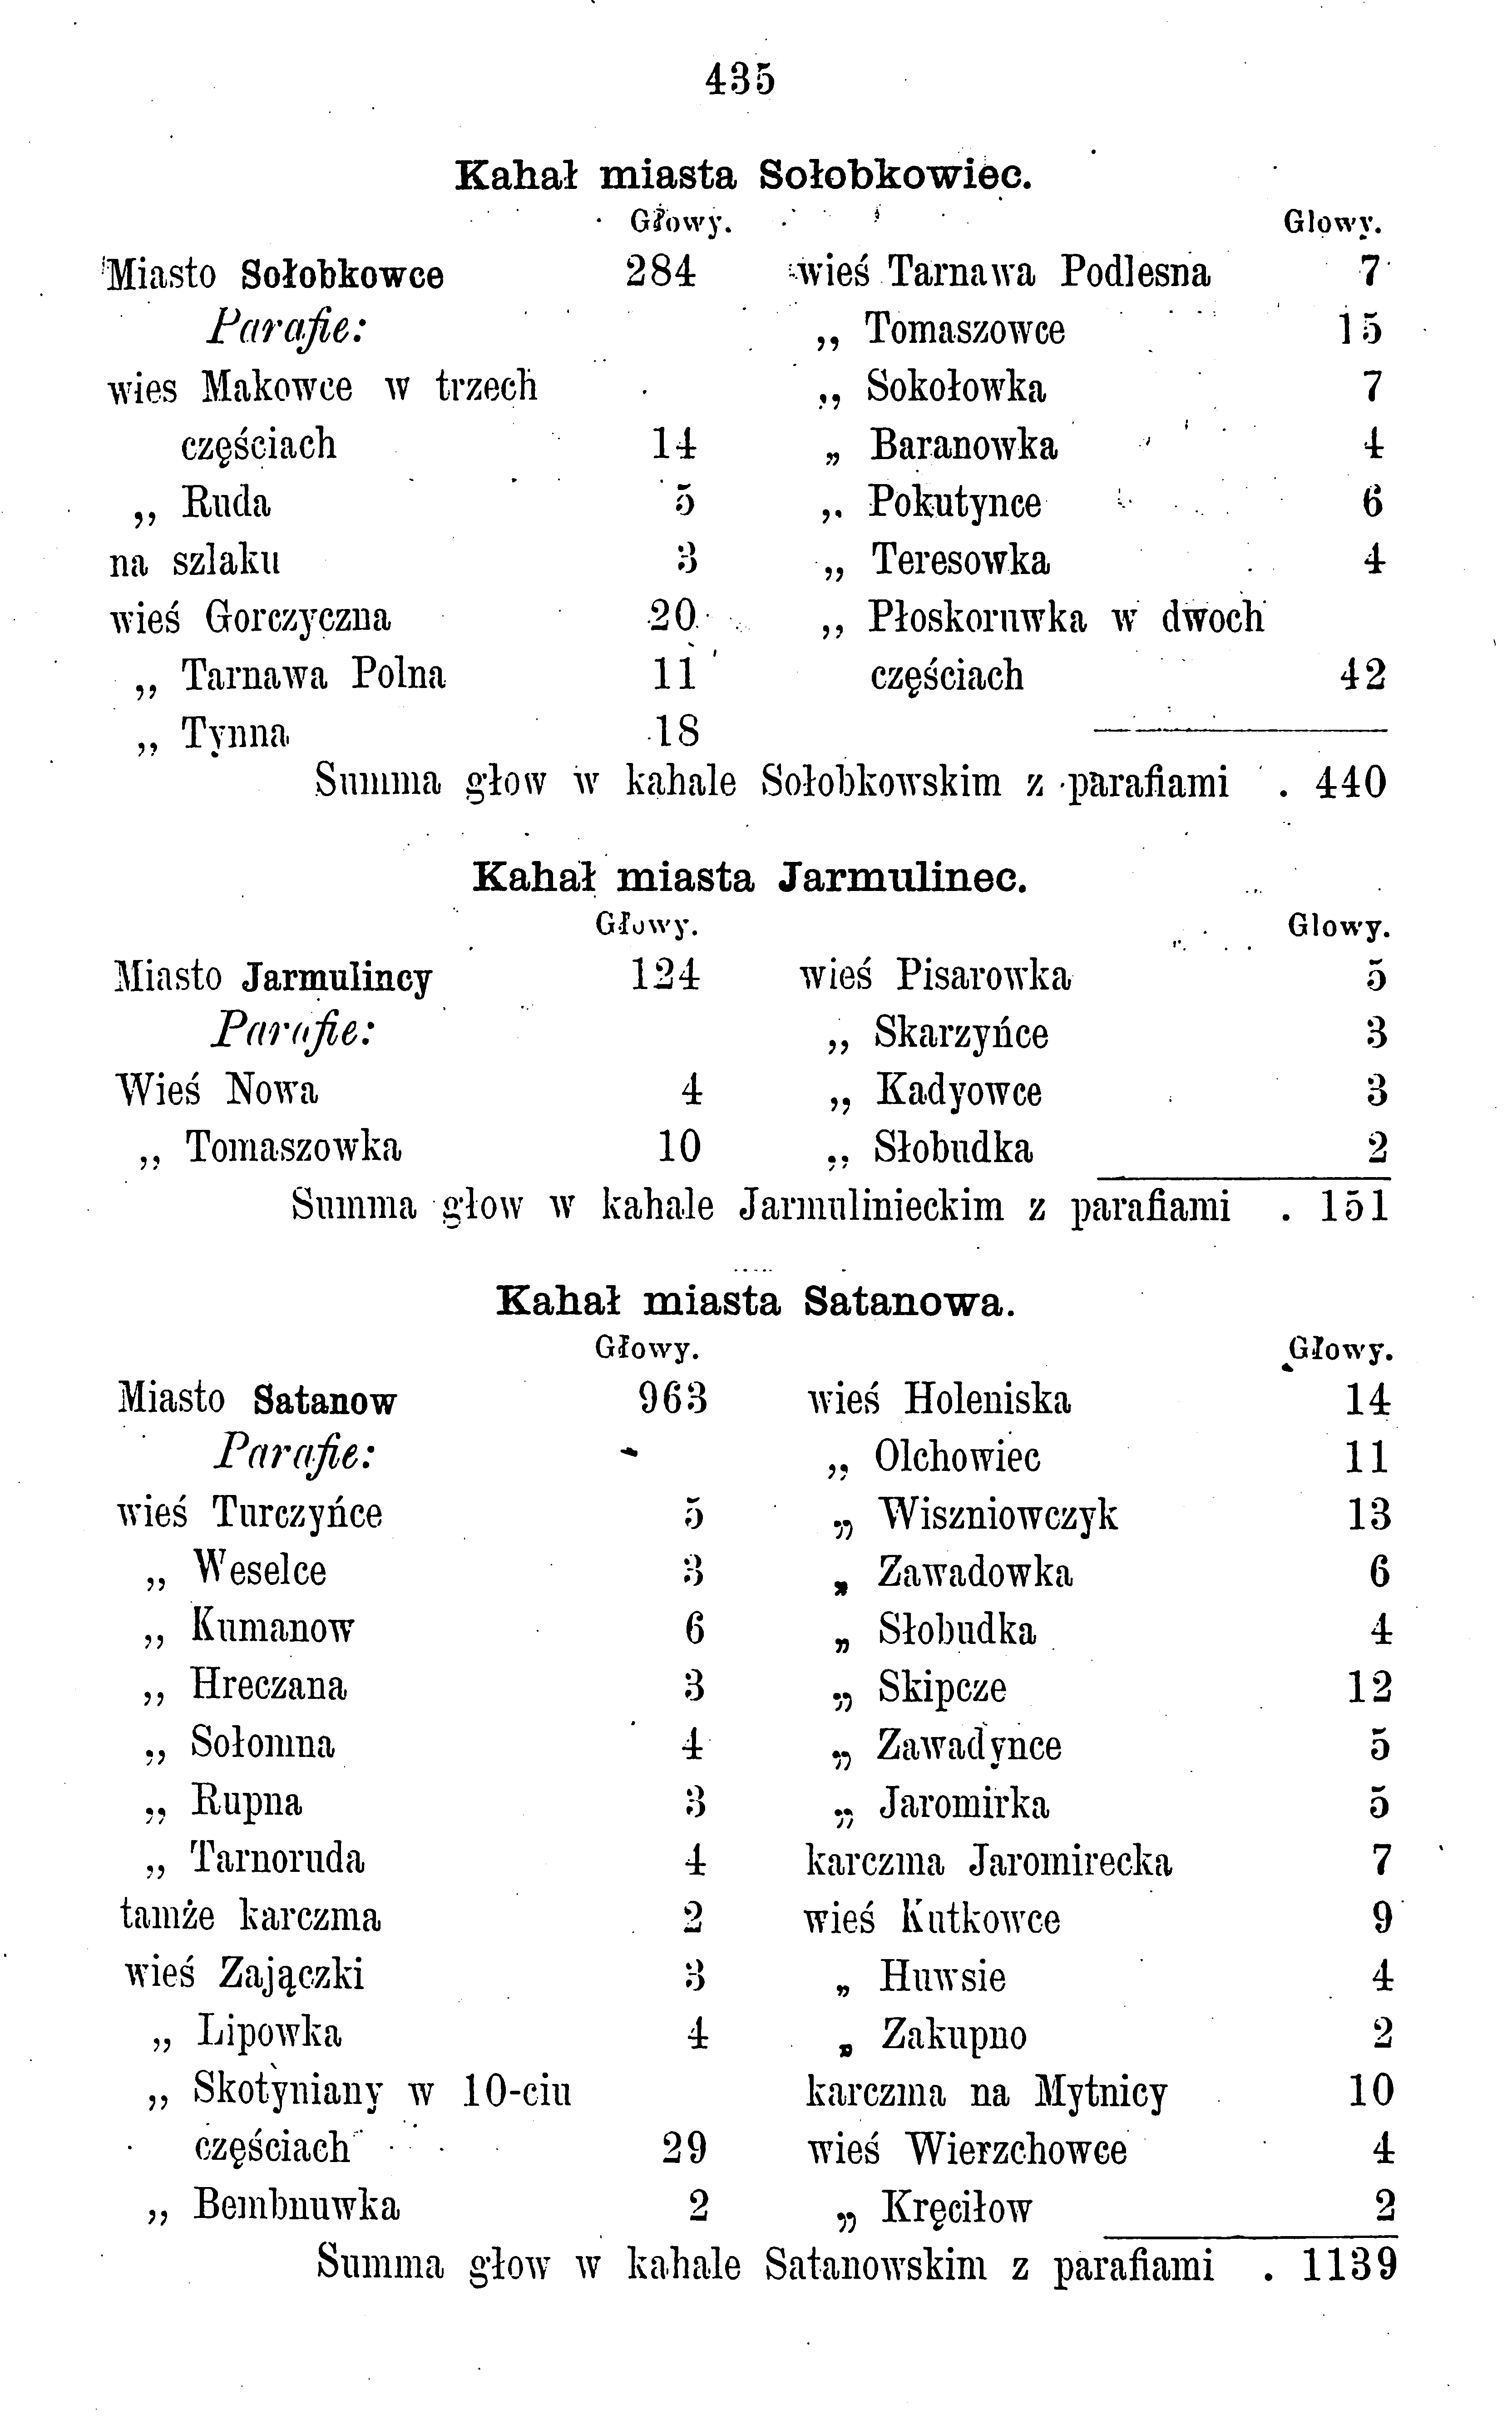 435
Kahał miasta Sołobkowiec.
Głowy.
Miasto Sołobkowce 284
Parafie:
wies Makowce w trzech
częściach 14
,, Ruda 5
na szlaku 3
wieś Gorczyczna 20
,, Tarnawa Polna 11
,, Tynna 18
Glowy.
wieś Tarnawa Podlesna 7
,, Tomaszowce 15
,, Sokołowka 7
„ Baranowka 4
,, Pokutynce 6
,, Teresowka 4
,, Płoskoruwka w dwoch
częściach 42
Summa głow w kahale Sołobkowskim z parafiami . 440
Kahał miasta Jarmulinec.
Głowy.
Miasto Jarmulincy 124
Parafie:
Wieś Nowa 4
,, Tomaszowka 10
Glowy.
wieś Pisarowka 5
,, Skarzyńce 3
,, Kadyowce 3
,, Słobudka 2
Summa głow w kahale Jarmulinieckim z parafiami . 151
Kahał miasta Satanowa.
Głowy.
Miasto Satanow 963
Parafie:
wieś Turczyńce 5
,, Weselce 3
,, Kumanow 6
,, Hreczana 3
,, Sołomna 4
,, Rupna 3
,, Tarnoruda 4
tamże karczma 2
wieś Zajączki 3
,, Lipowka 4
,, Skotyniany w 10-ciu
częściach 29
,, Bembnuwka 2
Głowy.
wieś Holeniska 14
,, Olchowiec 11
„ Wiszniowczyk 13
„ Zawadowka 6
„ Słobudka 4
„ Skipcze 12
„ Zawadynce 5
„ Jaromirka 5
karczma Jaromirecka 7
wieś Kutkowce 9
„ Huwsie 4
„ Zakupno 2
karczma na Mytnicy 10
wieś Wierzchowce 4
„ Kręciłow 2
Summa głow w kahale Satanowskim z parafiami . 1139